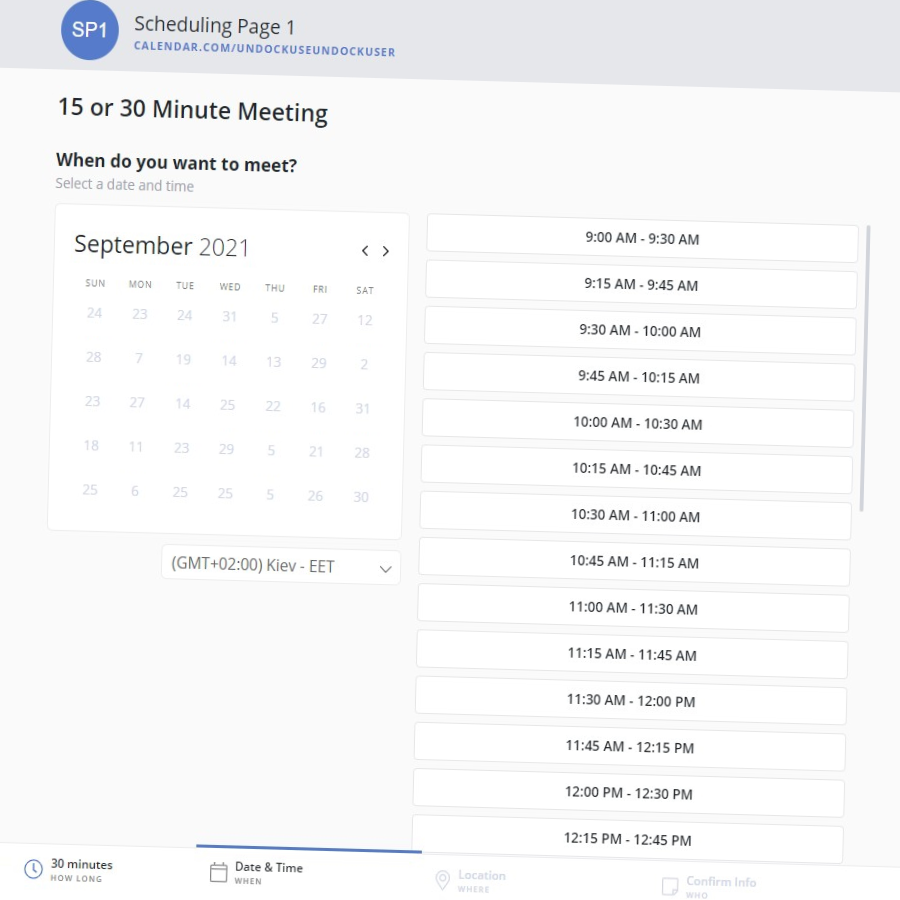 SP1
Scheduling Page 1
CALENDAR.COM/UNDOCKUSEUNDOCKUSER
15 or 30 Minute Meeting
When do you want to meet?
Select a date and time
September 2021
SUN MON TUE WED THU FRI SAT
24 23 24 31 5 27 12
28 7 19 14 13 29 2
23 27 14 25 22 16 31
18 11 23 29 5 21 28
25 6 25 25 5 26 30
(GMT+02:00) Kiev - EET
9:00 AM - 9:30 AM
9:15 AM - 9:45 AM
9:30 AM - 10:00 AM
9:45 AM - 10:15 AM
10:00 AM - 10:30 AM
10:15 AM - 10:45 AM
10:30 AM - 11:00 AM
10:45 AM - 11:15 AM
11:00 AM - 11:30 AM
11:15 AM - 11:45 AM
11:30 AM - 12:00 PM
11:45 AM - 12:15 PM
12:00 PM - 12:30 PM
12:15 PM - 12:45 PM
30 minutes
HOW LONG
Date & Time
WHEN
Location
WHERE
Confirm Info
WHO